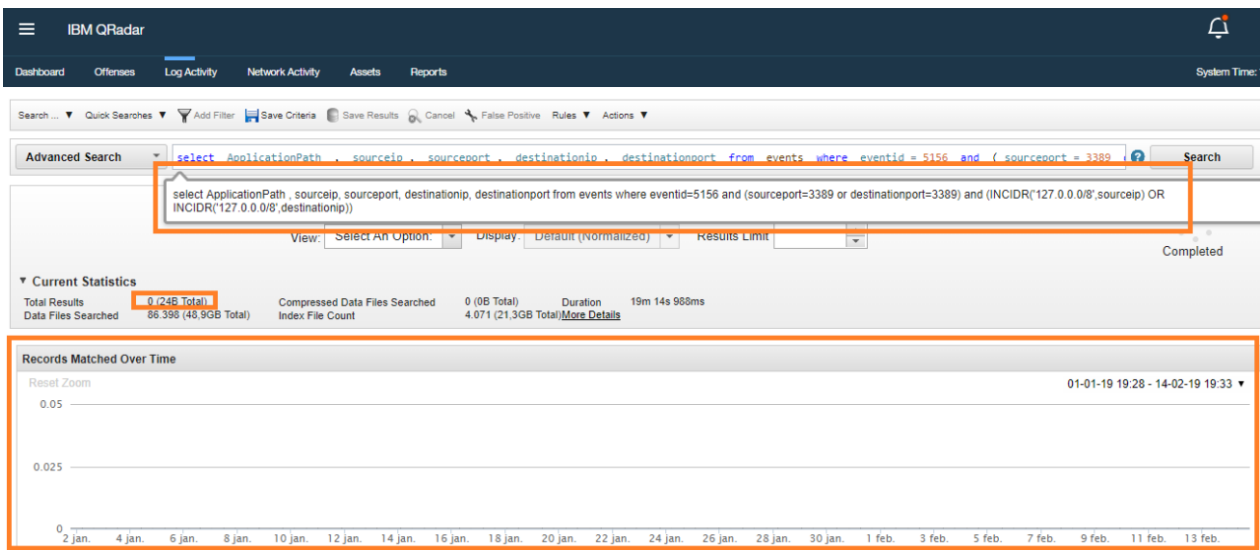 IBM QRadar
Dashboard Offenses Log Activity Network Activity Assets Reports System Time:
Search ... ▼ Quick Searches ▼ Add Filter Save Criteria Save Results Cancel False Positive Rules ▼ Actions ▼
Advanced Search select ApplicationPath , sourceip , sourceport , destinationip , destinationport from events where eventid = 5156 and ( sourceport = 3389 Search
select ApplicationPath , sourceip, sourceport, destinationip, destinationport from events where eventid=5156 and (sourceport=3389 or destinationport=3389) and (INCIDR('127.0.0.0/8',sourceip) OR
INCIDR('127.0.0.0/8',destinationip))
View: Select An Option: Display: Default (Normalized) Results Limit
Completed
▼ Current Statistics
Total Results 0 (24B Total) Compressed Data Files Searched 0 (0B Total) Duration 19m 14s 988ms
Data Files Searched 86.398 (48,9GB Total) Index File Count 4.071 (21,3GB Total) More Details
Records Matched Over Time
Reset Zoom 01-01-19 19:28 - 14-02-19 19:33 ▼
0.05
0.025
0
2 jan. 4 jan. 6 jan. 8 jan. 10 jan. 12 jan. 14 jan. 16 jan. 18 jan. 20 jan. 22 jan. 24 jan. 26 jan. 28 jan. 30 jan. 1 feb. 3 feb. 5 feb. 7 feb. 9 feb. 11 feb. 13 feb.